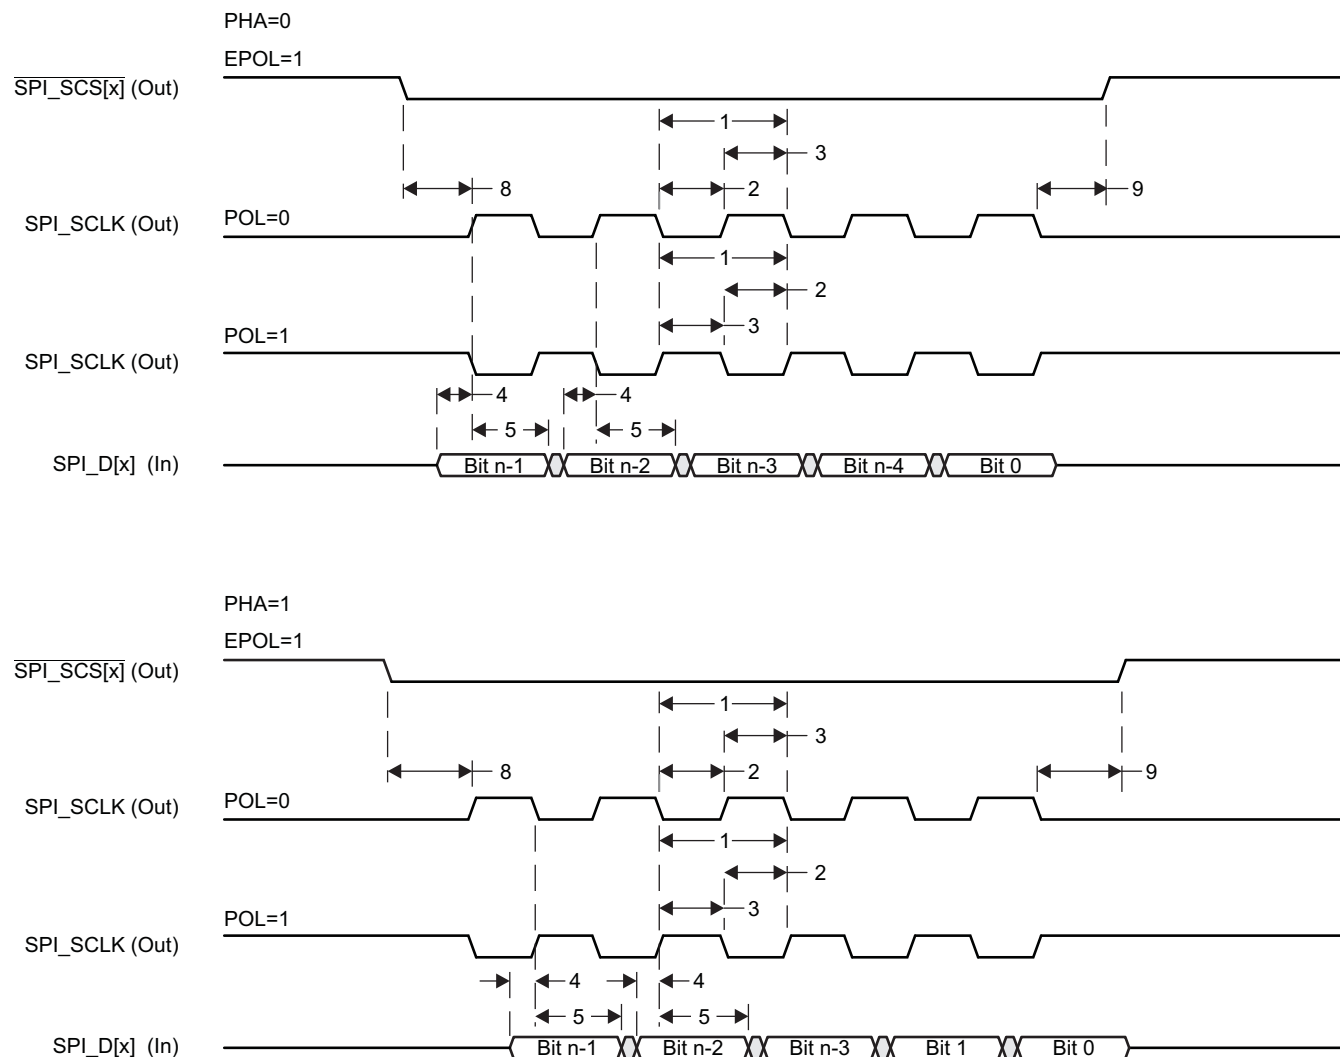 PHA=0
EPOL=1
SPI_SCS[x] (Out)
1
3
8
2
9
POL=0
SPI_SCLK (Out)
1
2
3
POL=1
SPI_SCLK (Out)
4
4
5
5
SPI_D[x] (In)
Bit n-1
Bit n-2
Bit n-3
Bit n-4
Bit 0
PHA=1
EPOL=1
SPI_SCS[x] (Out)
1
3
8
2
9
POL=0
SPI_SCLK (Out)
1
2
3
POL=1
SPI_SCLK (Out)
4
4
5
5
SPI_D[x] (In)
Bit n-1
Bit n-2
Bit n-3
Bit 1
Bit 0